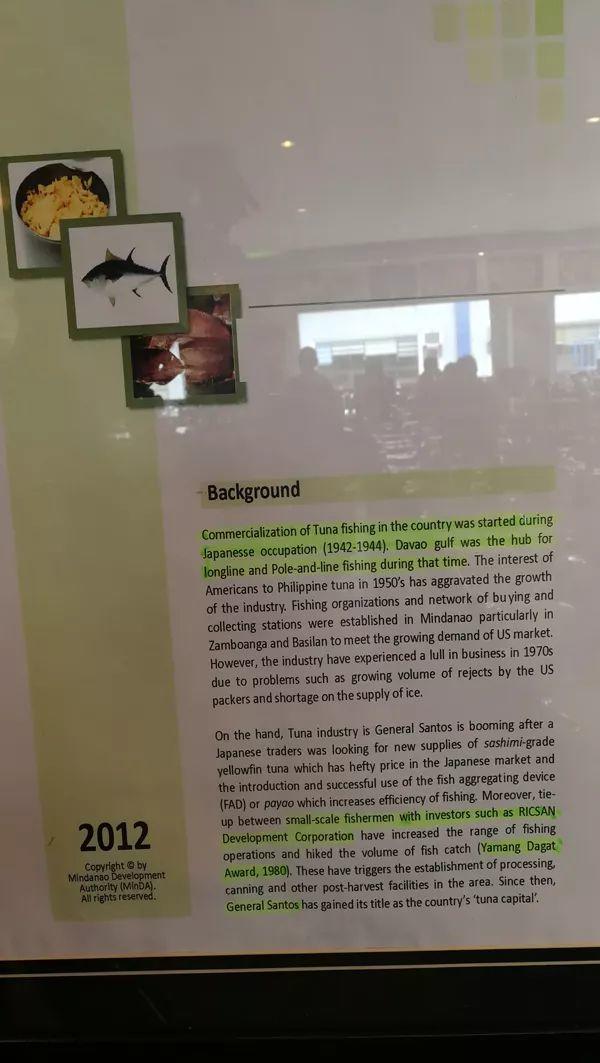 Background
Commercialization of Tuna fishing in the country was started during
Japanesse occupation (1942-1944). Davao gulf was the hub for
longline and Pole-and-line fishing during that time. The interest of
Americans to Philippine tuna in 1950's has aggravated the growth
of the industry. Fishing organizations and network of buying and
collecting stations were established in Mindanao particularly in
Zamboanga and Basilan to meet the growing demand of US market.
However, the industry have experienced a lull in business in 1970s
due to problems such as growing volume of rejects by the US
packers and shortage on the supply of ice.
On the hand, Tuna industry is General Santos is booming after a
Japanese traders was looking for new supplies of sashimi-grade
yellowfin tuna which has hefty price in the Japanese market and
the introduction and successful use of the fish aggregating device
(FAD) or payao which increases efficiency of fishing. Moreover, tie-
up between small-scale fishermen with investors such as RICSAN
Development Corporation have increased the range of fishing
operations and hiked the volume of fish catch (Yamang Dagat
Award, 1980). These have triggers the establishment of processing,
canning and other post-harvest facilities in the area. Since then,
General Santos has gained its title as the country's 'tuna capital'.
2012
Copyright © by
Mindanao Development
Authority (MinDA).
All rights reserved.